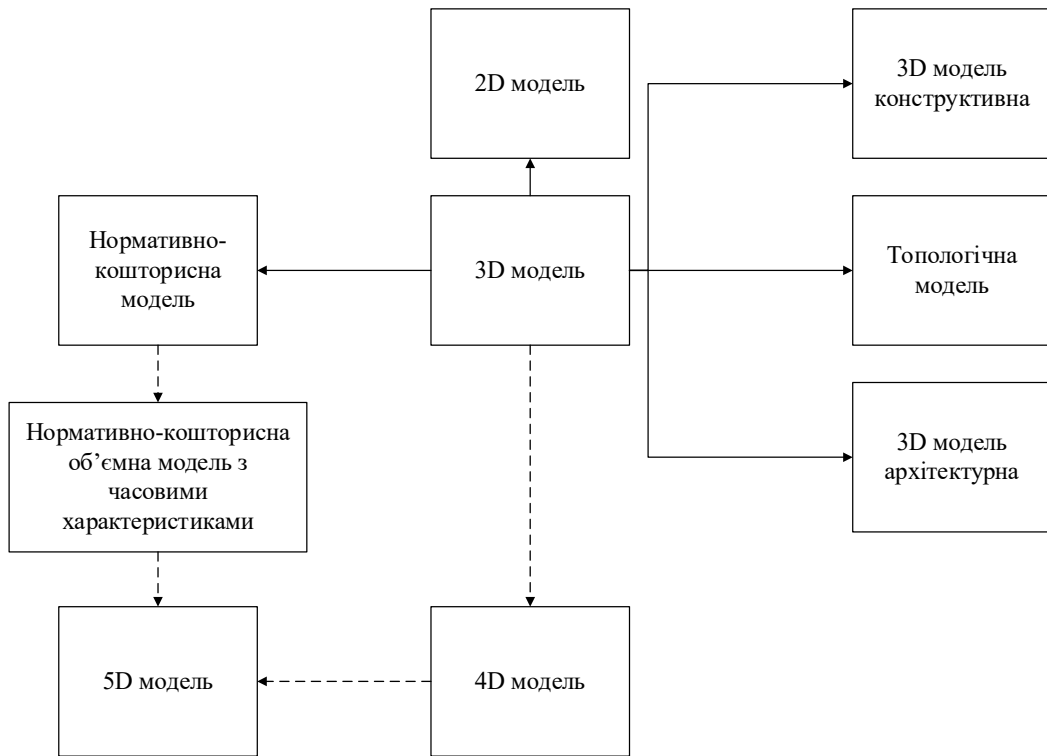 2D модель
3D модель
конструктивна
Нормативно-
кошторисна
модель
3D модель
Топологічна
модель
Нормативно-кошторисна
об’ємна модель з
часовими
характеристиками
3D модель
архітектурна
5D модель
4D модель